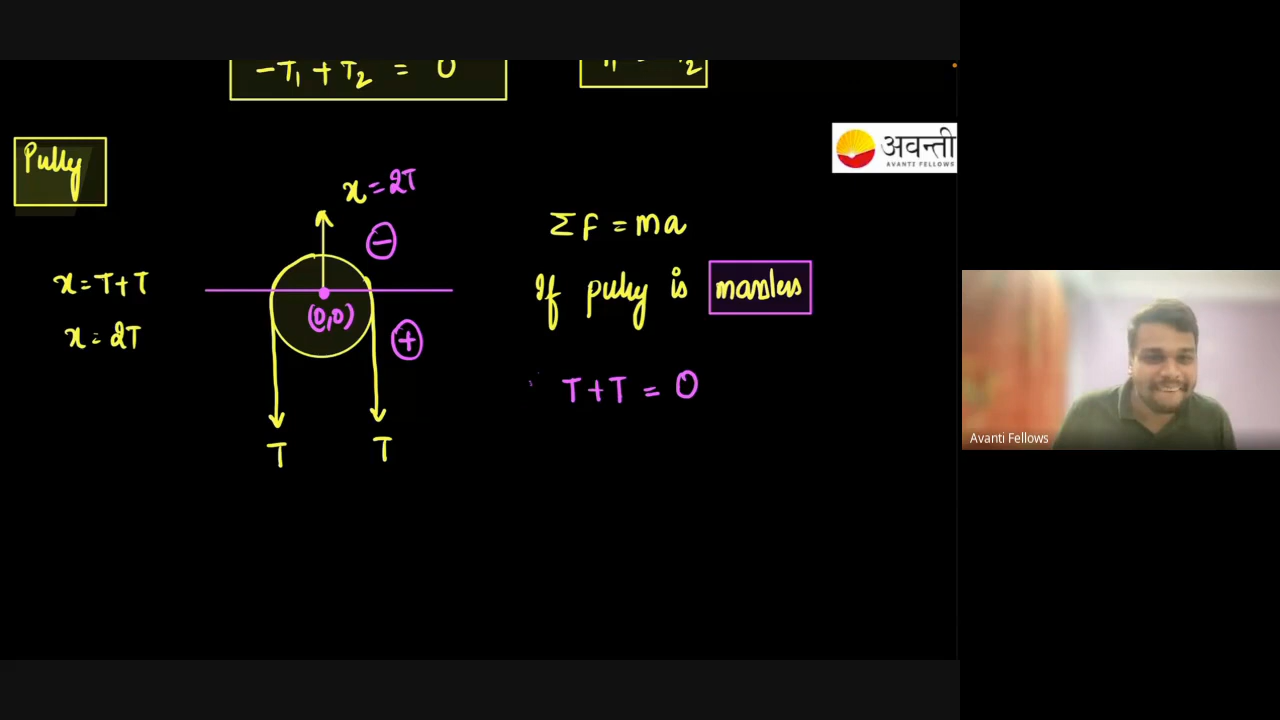 -T₁ + T₂ = 0
Pully
अवन्ती
AVANTI FELLOWS
x = 2T
-
ΣF = ma
x = T + T
If pully is massless
(0,0)
x = 2T
+
T + T = 0
T
T
Avanti Fellows